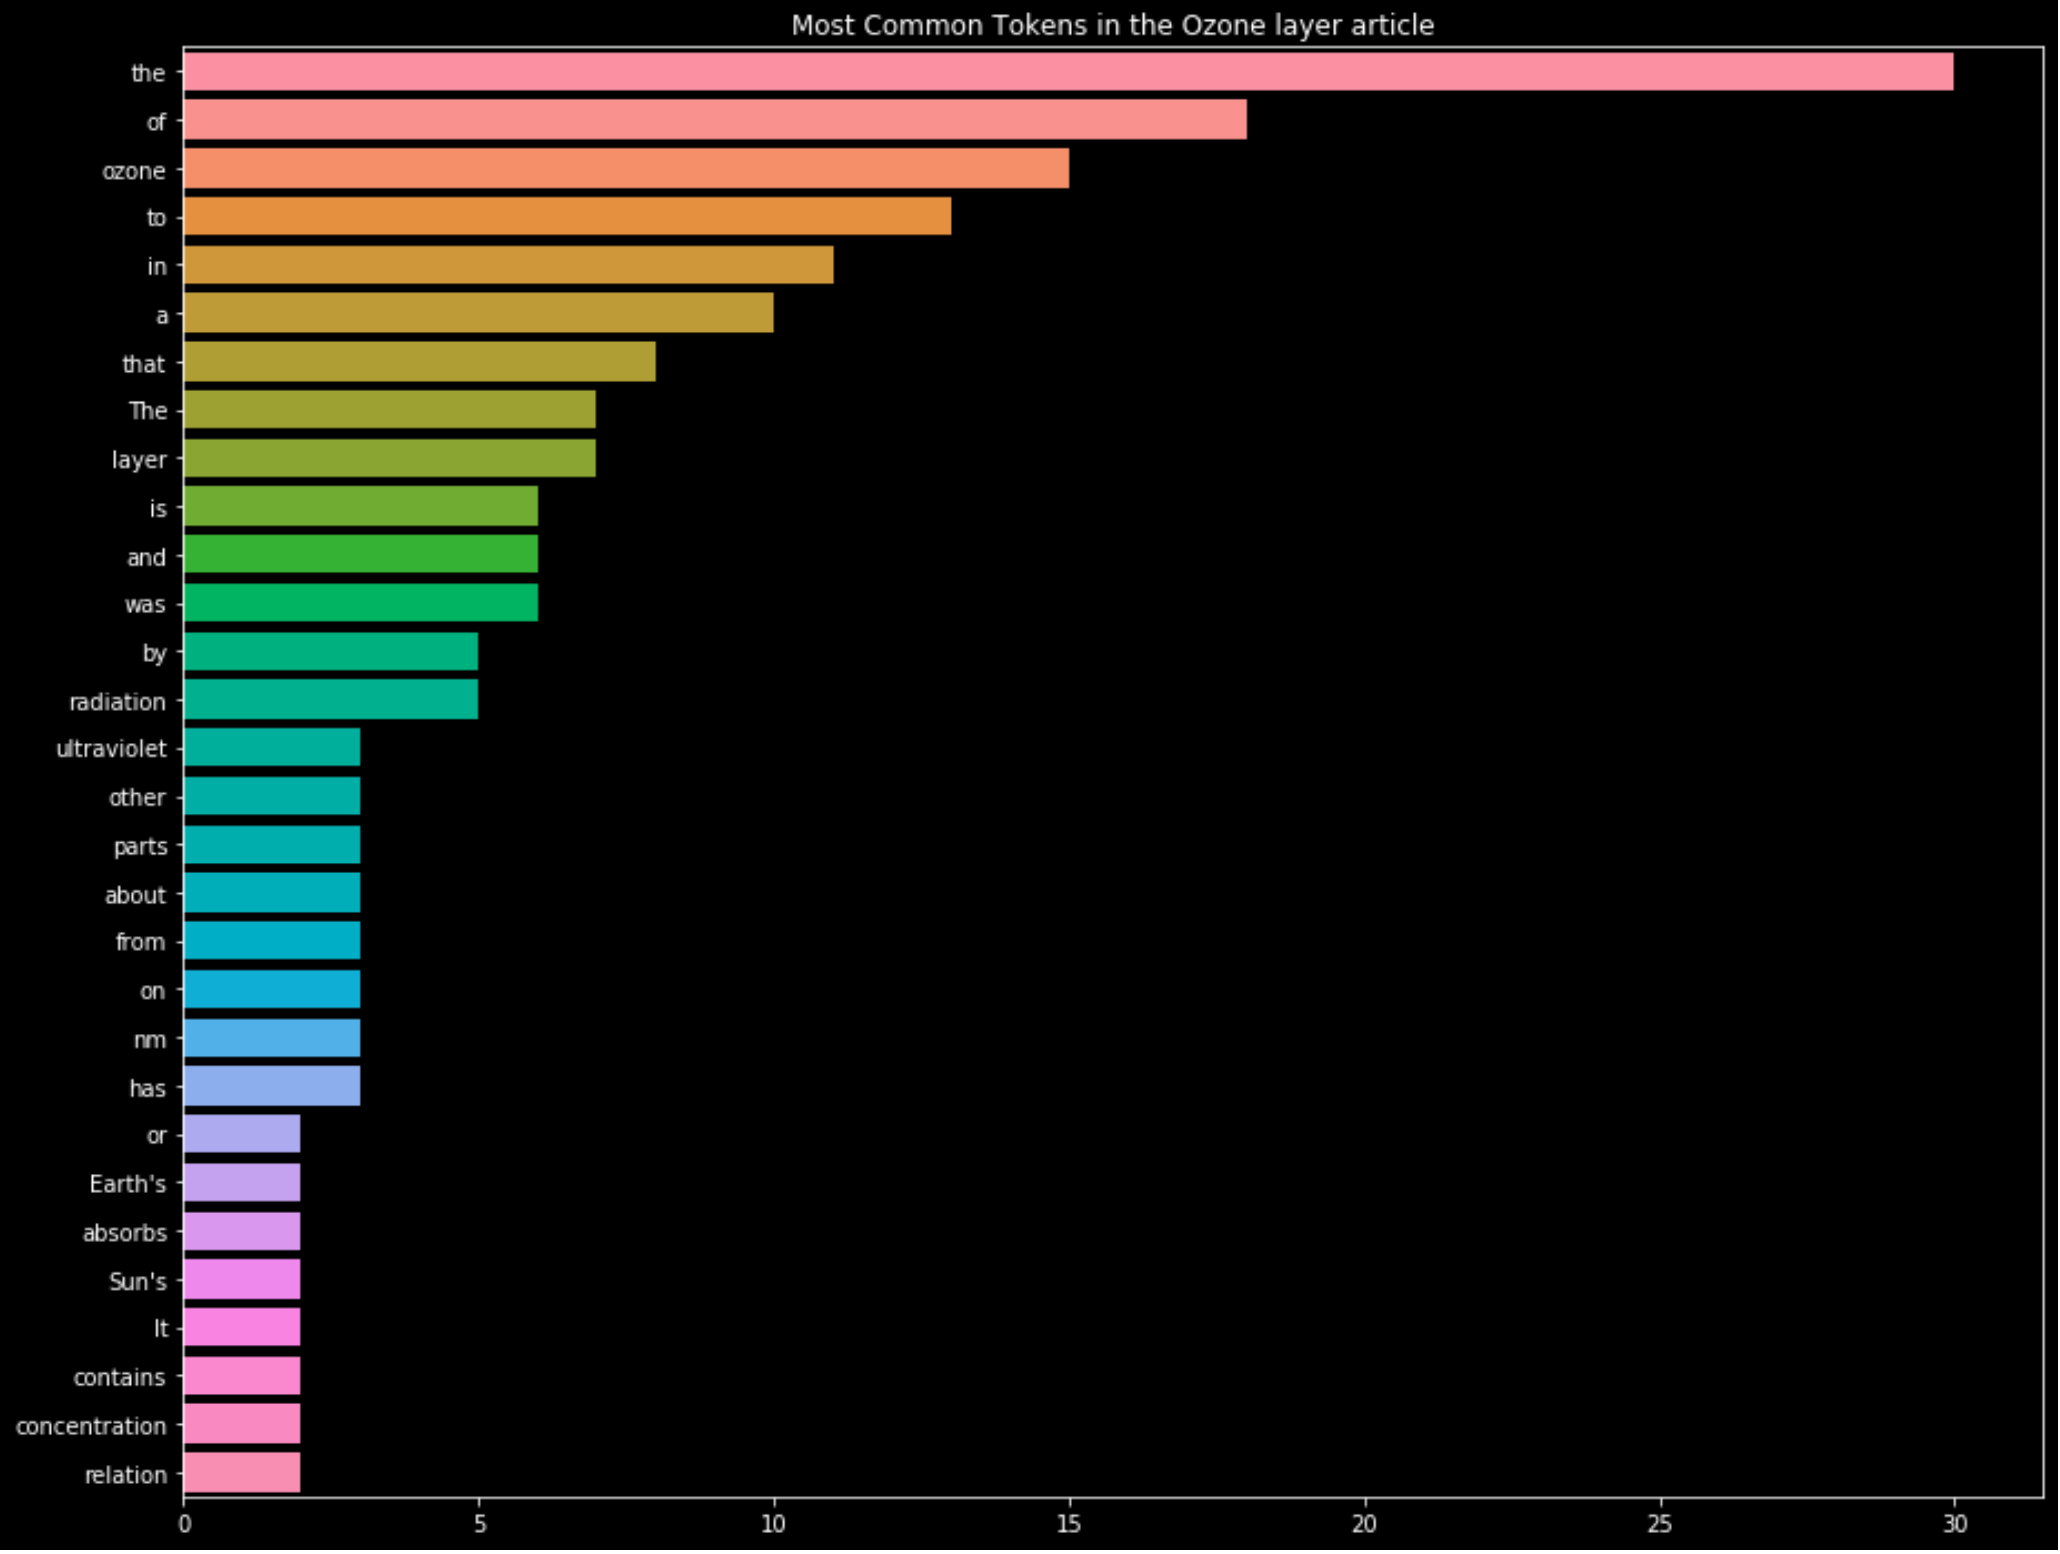 Most Common Tokens in the Ozone layer article
the
of
ozone
to
in
a
that
The
layer
is
and
was
by
radiation
ultraviolet
other
parts
about
from
on
nm
has
or
Earth's
absorbs
Sun's
It
contains
concentration
relation
0 5 10 15 20 25 30